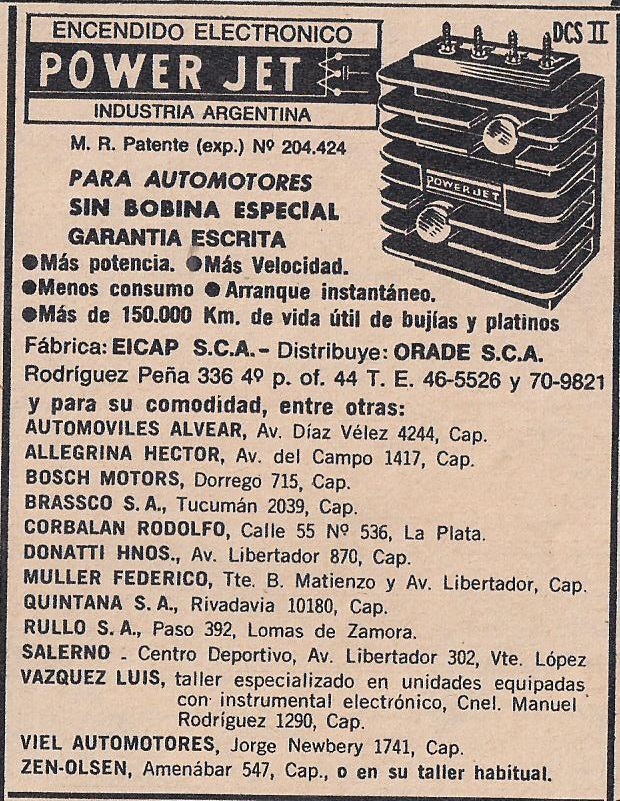 ENCENDIDO ELECTRONICO
DCS II
POWER JET
INDUSTRIA ARGENTINA
M. R. Patente (exp.) Nº 204.424
POWER JET
PARA AUTOMOTORES
SIN BOBINA ESPECIAL
GARANTIA ESCRITA
●Más potencia. ●Más Velocidad.
●Menos consumo ●Arranque instantáneo.
●Más de 150.000 Km. de vida útil de bujías y platinos
Fábrica: EICAP S.C.A. - Distribuye: ORADE S.C.A.
Rodríguez Peña 336 4º p. of. 44 T. E. 46-5526 y 70-9821
y para su comodidad, entre otras:
AUTOMOVILES ALVEAR, Av. Díaz Vélez 4244, Cap.
ALLEGRINA HECTOR, Av. del Campo 1417, Cap.
BOSCH MOTORS, Dorrego 715, Cap.
BRASSCO S. A., Tucumán 2039, Cap.
CORBALAN RODOLFO, Calle 55 Nº 536, La Plata.
DONATTI HNOS., Av. Libertador 870, Cap.
MULLER FEDERICO, Tte. B. Matienzo y Av. Libertador, Cap.
QUINTANA S. A., Rivadavia 10180, Cap.
RULLO S. A., Paso 392, Lomas de Zamora.
SALERNO - Centro Deportivo, Av. Libertador 302, Vte. López
VAZQUEZ LUIS, taller especializado en unidades equipadas
con instrumental electrónico, Cnel. Manuel
Rodríguez 1290, Cap.
VIEL AUTOMOTORES, Jorge Newbery 1741, Cap.
ZEN-OLSEN, Amenábar 547, Cap., o en su taller habitual.